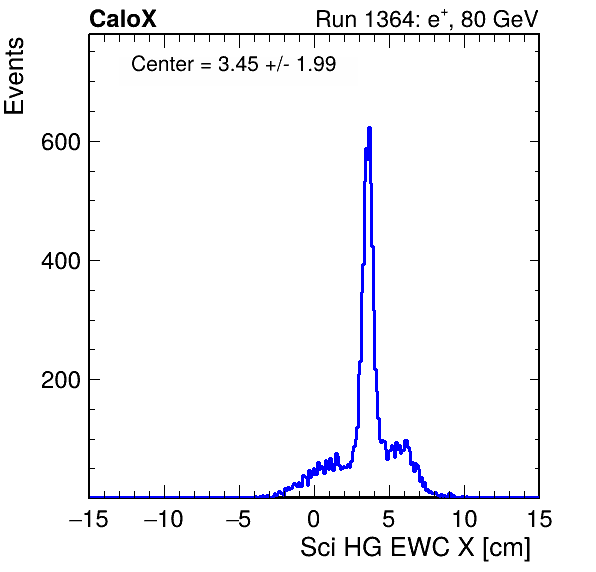 CaloX Run 1364: e⁺, 80 GeV
Center = 3.45 +/- 1.99
Events
600
400
200
−15 −10 −5 0 5 10 15
Sci HG EWC X [cm]